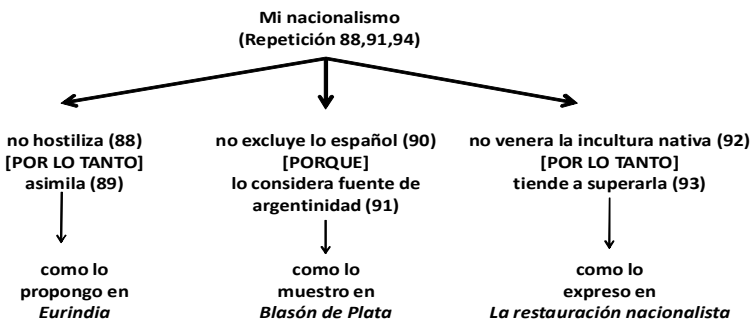 Mi nacionalismo
(Repetición 88,91,94)
no hostiliza (88)
[POR LO TANTO]
asimila (89)
como lo
propongo en
Eurindia
no excluye lo español (90)
[PORQUE]
lo considera fuente de
argentinidad (91)
como lo
muestro en
Blasón de Plata
no venera la incultura nativa (92)
[POR LO TANTO]
tiende a superarla (93)
como lo
expreso en
La restauración nacionalista